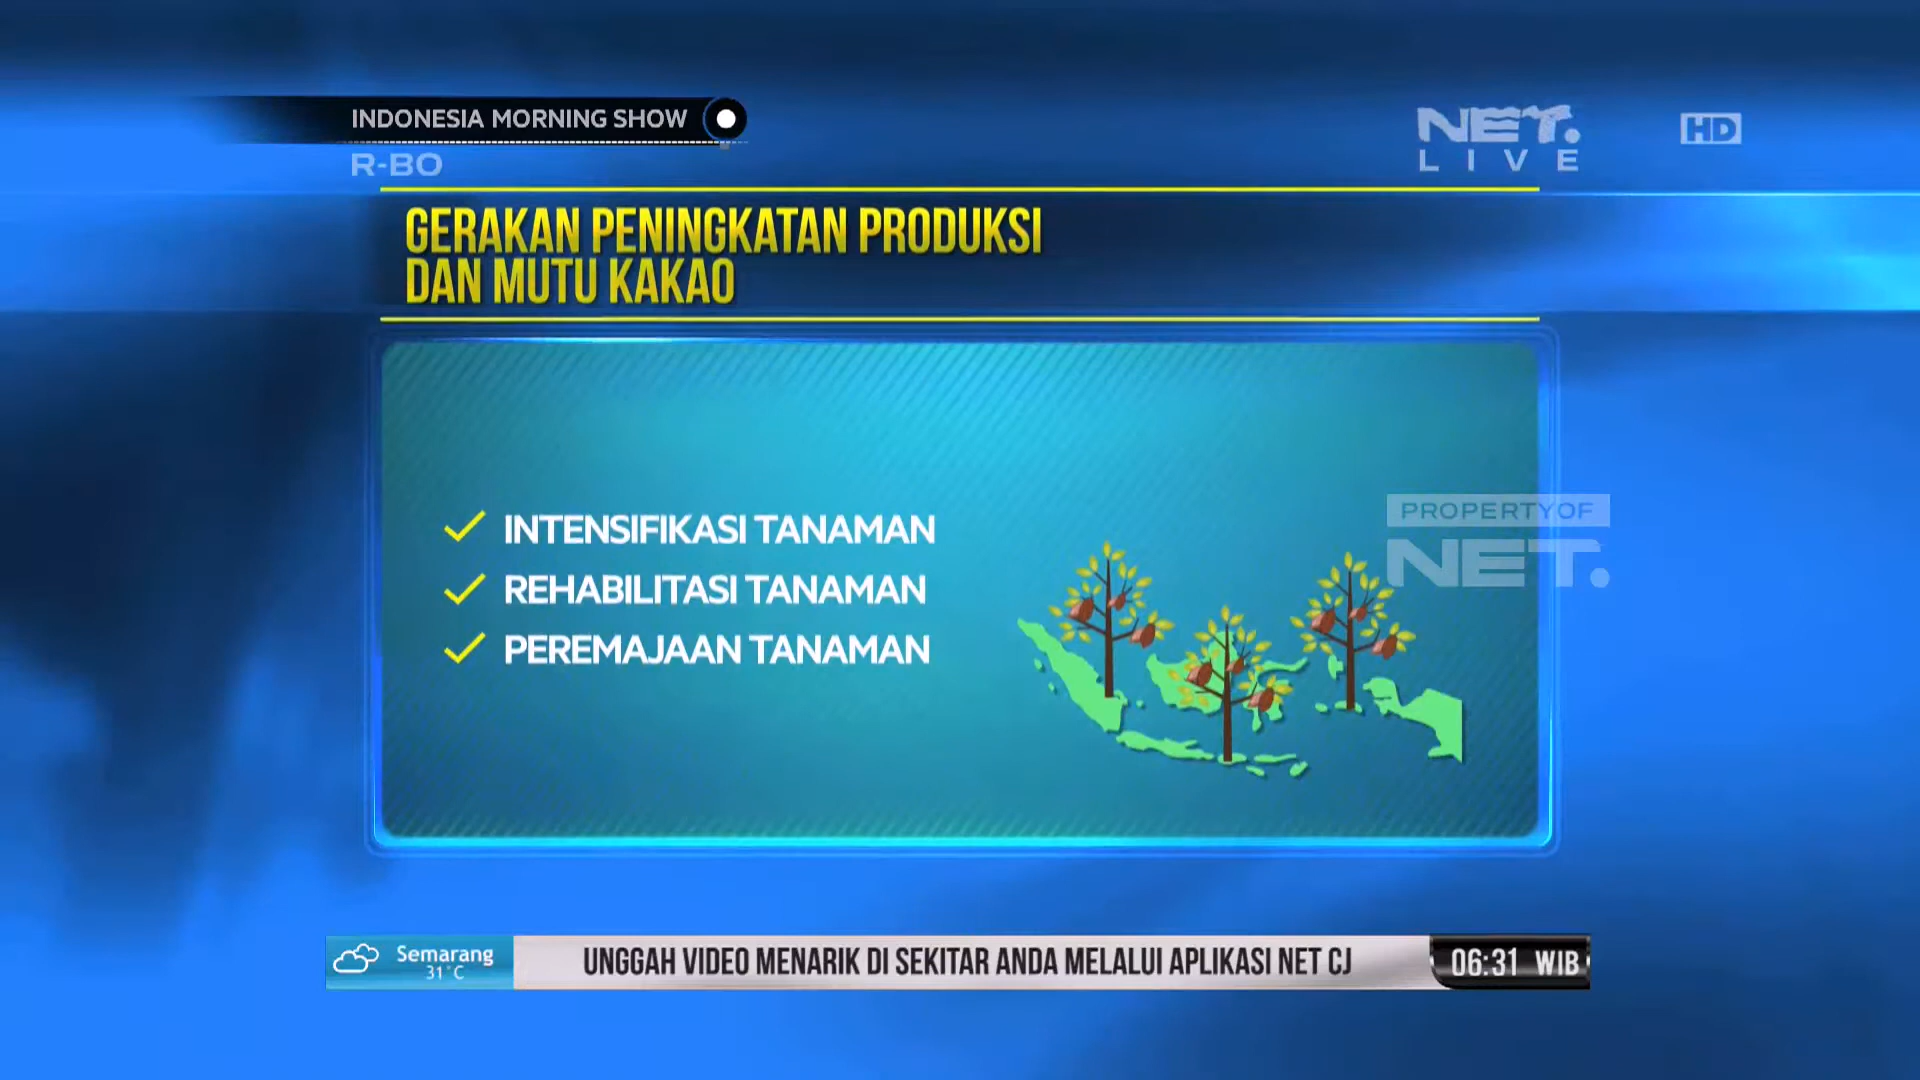 INDONESIA MORNING SHOW
R-BO
NET.
LIVE
HD
GERAKAN PENINGKATAN PRODUKSI
DAN MUTU KAKAO
INTENSIFIKASI TANAMAN
REHABILITASI TANAMAN
PEREMAJAAN TANAMAN
PROPERTY OF
NET.
Semarang
31°C
UNGGAH VIDEO MENARIK DI SEKITAR ANDA MELALUI APLIKASI NET CJ
06:31 WIB